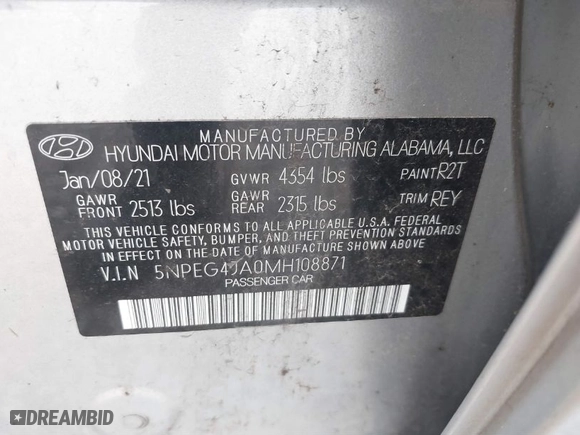 MANUFACTURED BY
HYUNDAI MOTOR MANUFACTURING ALABAMA, LLC
Jan/08/21 GVWR 4354 lbs PAINT R2T
GAWR FRONT 2513 lbs GAWR REAR 2315 lbs TRIM REY
THIS VEHICLE CONFORMS TO ALL APPLICABLE U.S.A. FEDERAL
MOTOR VEHICLE SAFETY, BUMPER, AND THEFT PREVENTION STANDARDS
IN EFFECT ON THE DATE OF MANUFACTURE SHOWN ABOVE.
V.I.N 5NPEG4JA0MH108871
PASSENGER CAR
DREAMBID